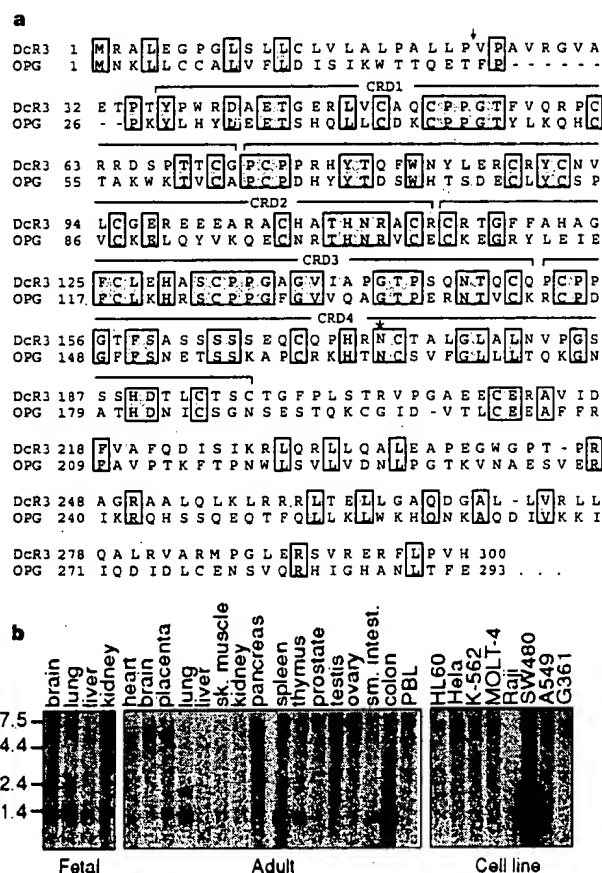 a
DcR3 1 M R A L E G P G L S L L C L V L A L P A L L P V P A V R G V A
OPG 1 M N K L L C C A L V F L D I S I K W T T Q E T F P - - - - - -
CRD1
DcR3 32 E T P T Y P W R D A E T G E R L V C A Q C P P G T F V Q R P C
OPG 26 - - P K Y L H Y D E E T S H Q L L C D K C P P G T Y L K Q H C
DcR3 63 R R D S P T T C G P C P P R H Y T Q F W N Y L E R C R Y C N V
OPG 55 T A K W K T V C A P C P D H Y Y T D S W H T S D E C L Y C S P
CRD2
DcR3 94 L C G E R E E E A R A C H A T H N R A C R C R T G F F A H A G
OPG 86 V C K E L Q Y V K Q E C N R T H N R V C E C K E G R Y L E I E
CRD3
DcR3 125 F C L E H A S C P P G A G V I A P G T P S Q N T Q C Q P C P P
OPG 117 F C L K H R S C P P G F G V V Q A G T P E R N T V C K R C P D
CRD4
DcR3 156 G T F S A S S S S S E Q C Q P H R N C T A L G L A L N V P G S
OPG 148 G F F S N E T S S K A P C R K H T N C S V F G L L L T Q K G N
DcR3 187 S S H D T L C T S C T G F P L S T R V P G A E E C E R A V I D
OPG 179 A T H D N I C S G N S E S T Q K C G I D - V T L C E E A F F R
DcR3 218 F V A F Q D I S I K R L Q R L L Q A L E A P E G W G P T - P R
OPG 209 F A V P T K F T P N W L S V L V D N L P G T K V N A E S V E R
DcR3 248 A G R A A L Q L K L R R R L T E L L G A Q D G A L - L V R L L
OPG 240 I K R Q H S S Q E Q T F Q L L K L W K H Q N K A Q D I V K K I
DcR3 278 Q A L R V A R M P G L E R S V R E R F L P V H 300
OPG 271 I Q D I D L C E N S V Q R H I G H A N L T F E 293 . . .
b
brain lung liver kidney heart brain placenta lung liver sk. muscle kidney pancreas spleen thymus prostate testis ovary sm. intest. colon PBL HL60 Hela K-562 MOLT-4 Raji SW480 A549 G361
7.5
4.4
2.4
1.4
Fetal Adult Cell line